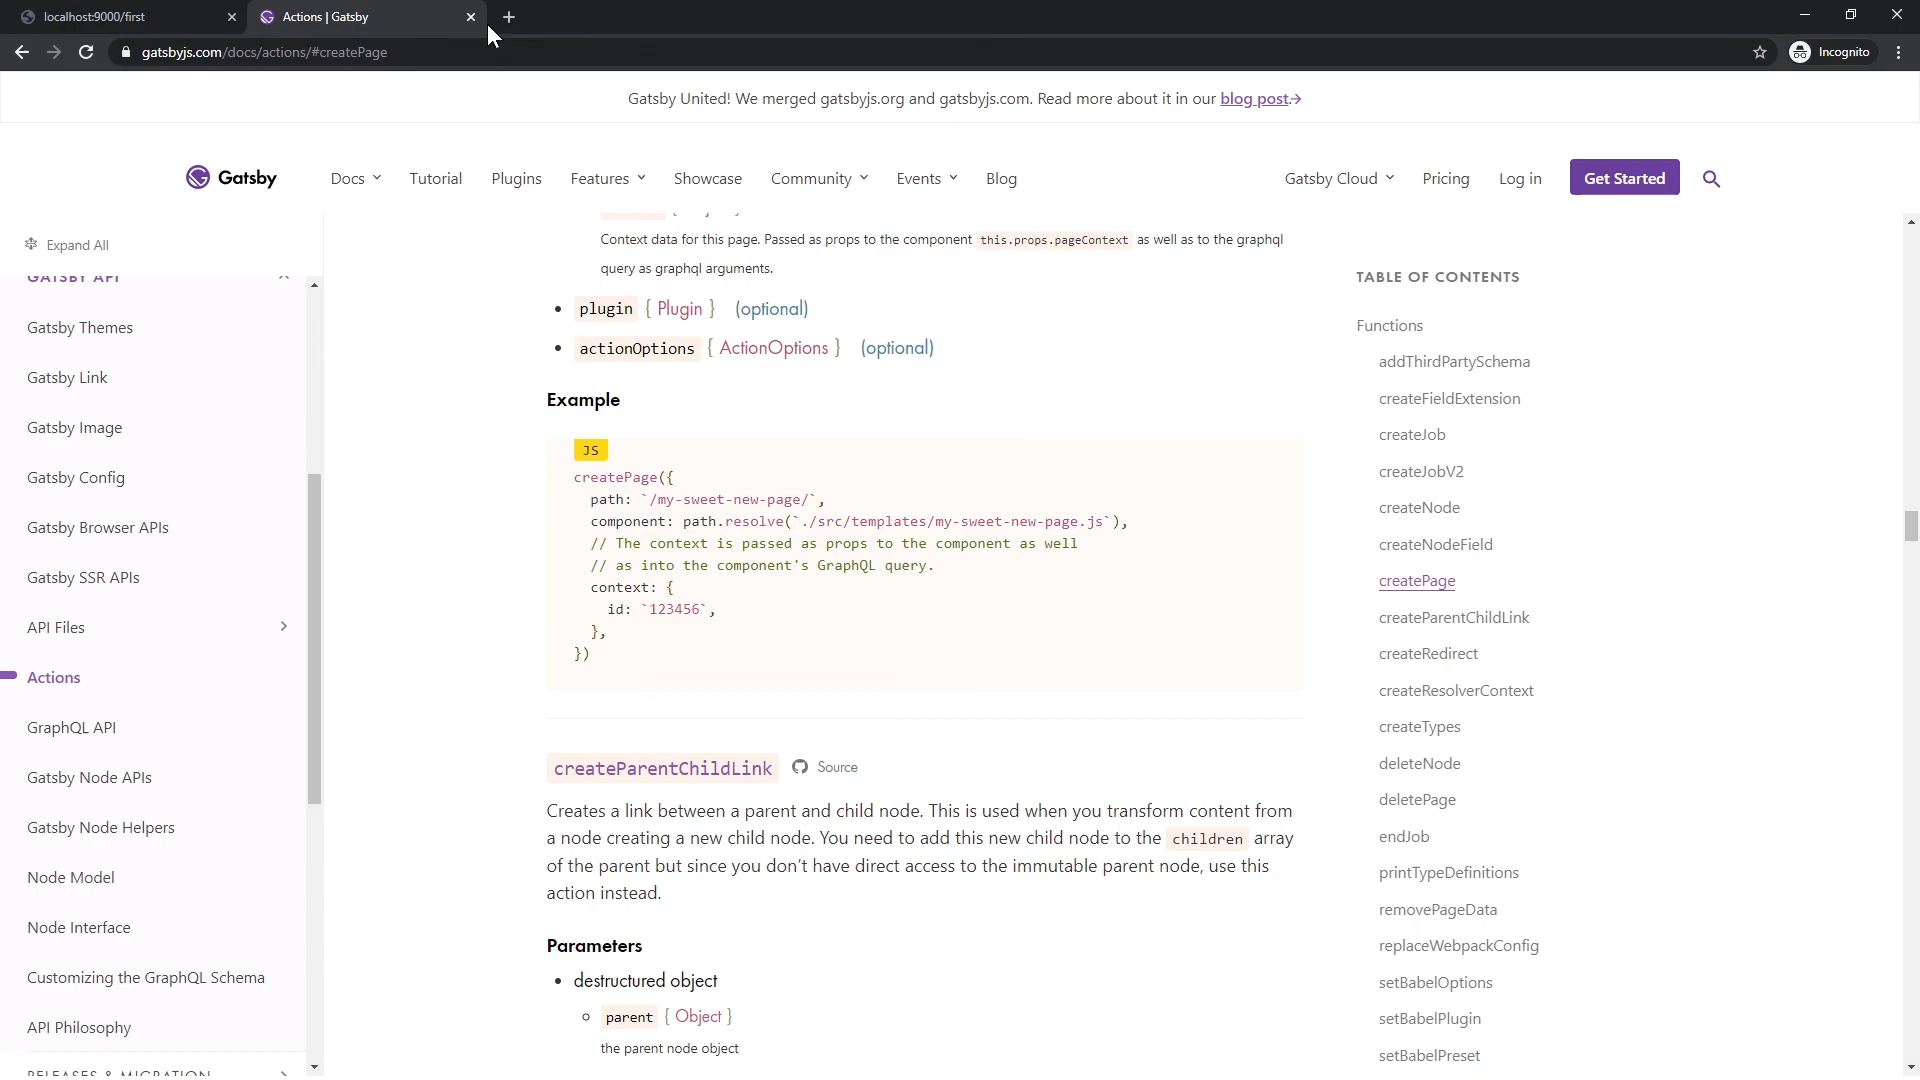 localhost:9000/first
Actions | Gatsby
gatsbyjs.com/docs/actions/#createPage
Incognito
Gatsby United! We merged gatsbyjs.org and gatsbyjs.com. Read more about it in our blog post→
Gatsby
Docs
Tutorial
Plugins
Features
Showcase
Community
Events
Blog
Gatsby Cloud
Pricing
Log in
Get Started
Expand All
GATSBY API
Gatsby Themes
Gatsby Link
Gatsby Image
Gatsby Config
Gatsby Browser APIs
Gatsby SSR APIs
API Files
Actions
GraphQL API
Gatsby Node APIs
Gatsby Node Helpers
Node Model
Node Interface
Customizing the GraphQL Schema
API Philosophy
RELEASES & MIGRATION
Context data for this page. Passed as props to the component this.props.pageContext as well as to the graphql
query as graphql arguments.
• plugin { Plugin } (optional)
• actionOptions { ActionOptions } (optional)
Example
JS
createPage({
path: `/my-sweet-new-page/`,
component: path.resolve(`./src/templates/my-sweet-new-page.js`),
// The context is passed as props to the component as well
// as into the component's GraphQL query.
context: {
id: `123456`,
},
})
createParentChildLink Source
Creates a link between a parent and child node. This is used when you transform content from
a node creating a new child node. You need to add this new child node to the children array
of the parent but since you don’t have direct access to the immutable parent node, use this
action instead.
Parameters
• destructured object
○ parent { Object }
the parent node object
TABLE OF CONTENTS
Functions
addThirdPartySchema
createFieldExtension
createJob
createJobV2
createNode
createNodeField
createPage
createParentChildLink
createRedirect
createResolverContext
createTypes
deleteNode
deletePage
endJob
printTypeDefinitions
removePageData
replaceWebpackConfig
setBabelOptions
setBabelPlugin
setBabelPreset